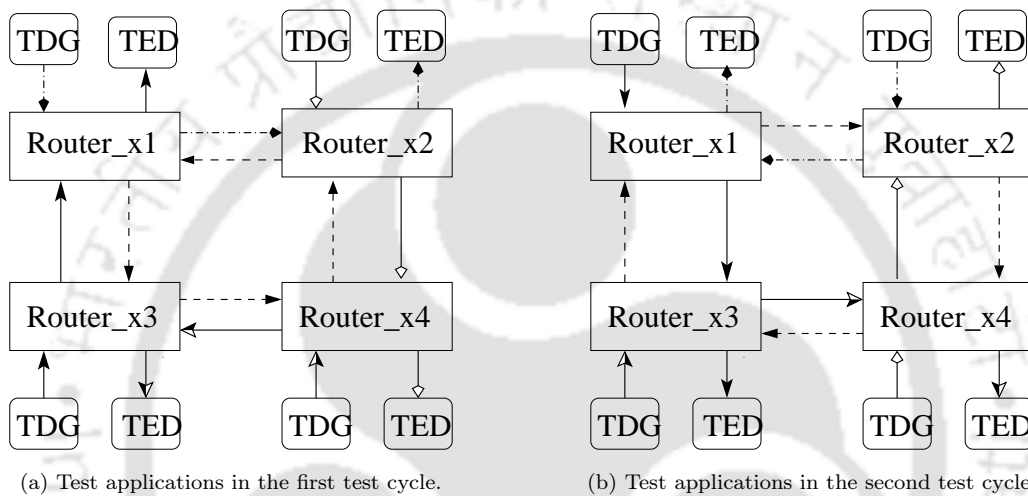 TDG TED TDG TED TDG TED TDG TED
Router_x1 Router_x2 Router_x1 Router_x2
Router_x3 Router_x4 Router_x3 Router_x4
TDG TED TDG TED TDG TED TDG TED
(a) Test applications in the first test cycle. (b) Test applications in the second test cycle